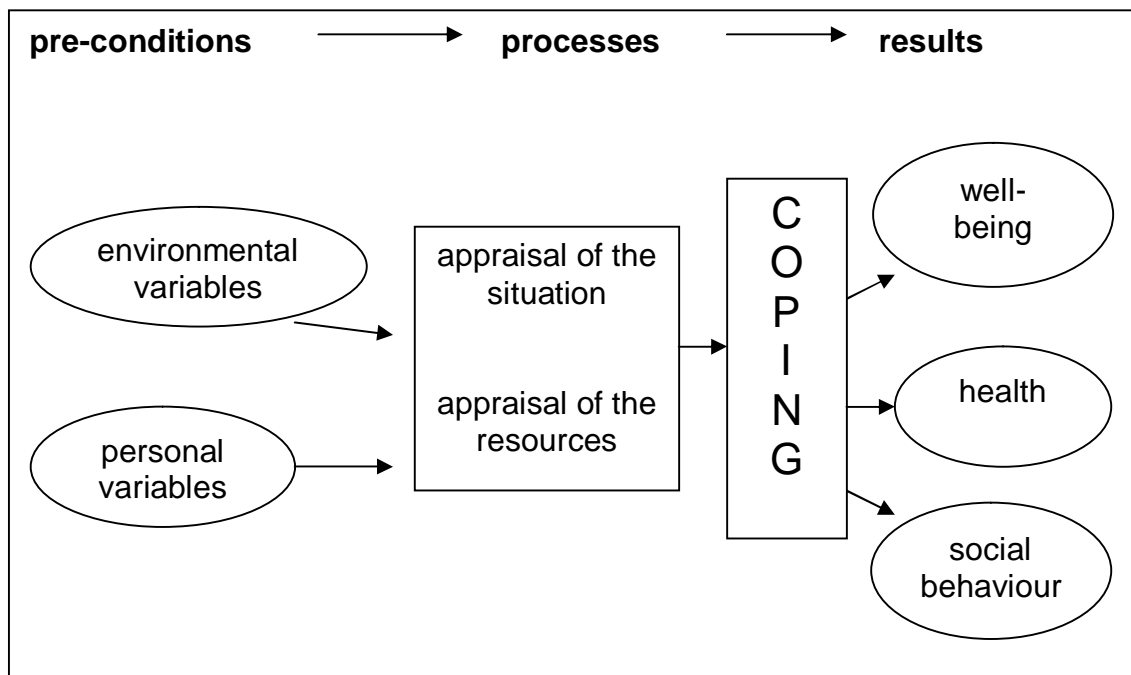 pre-conditions processes results
environmental
variables
personal
variables
appraisal of the
situation
appraisal of the
resources
C
O
P
I
N
G
well-
being
health
social
behaviour